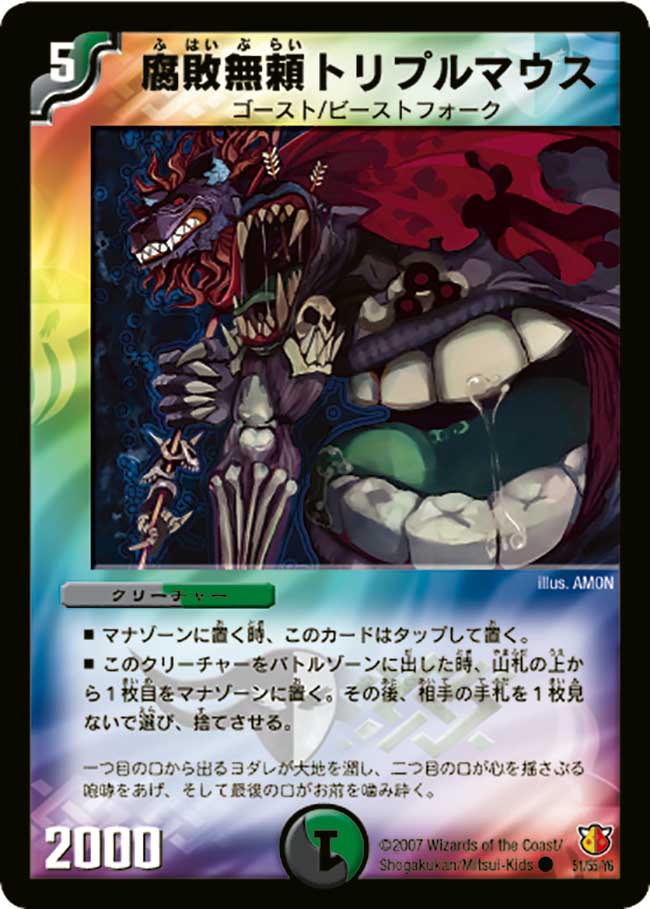 5
腐敗無頼トリプルマウス
ふはいぶらい
ゴースト/ビーストフォーク
illus. AMON
クリーチャー
■ マナゾーンに置く時、このカードはタップして置く。
■ このクリーチャーをバトルゾーンに出した時、山札の上か
ら1枚目をマナゾーンに置く。その後、相手の手札を1枚見
ないで選び、捨てさせる。
一つ目の口から出るヨダレが大地を潤し、二つ目の口が心を揺さぶる
咆哮をあげ、そして最後の口がお前を噛み砕く。
2000
1
©2007 Wizards of the Coast/
Shogakukan/Mitsui-Kids
51/55 Y6